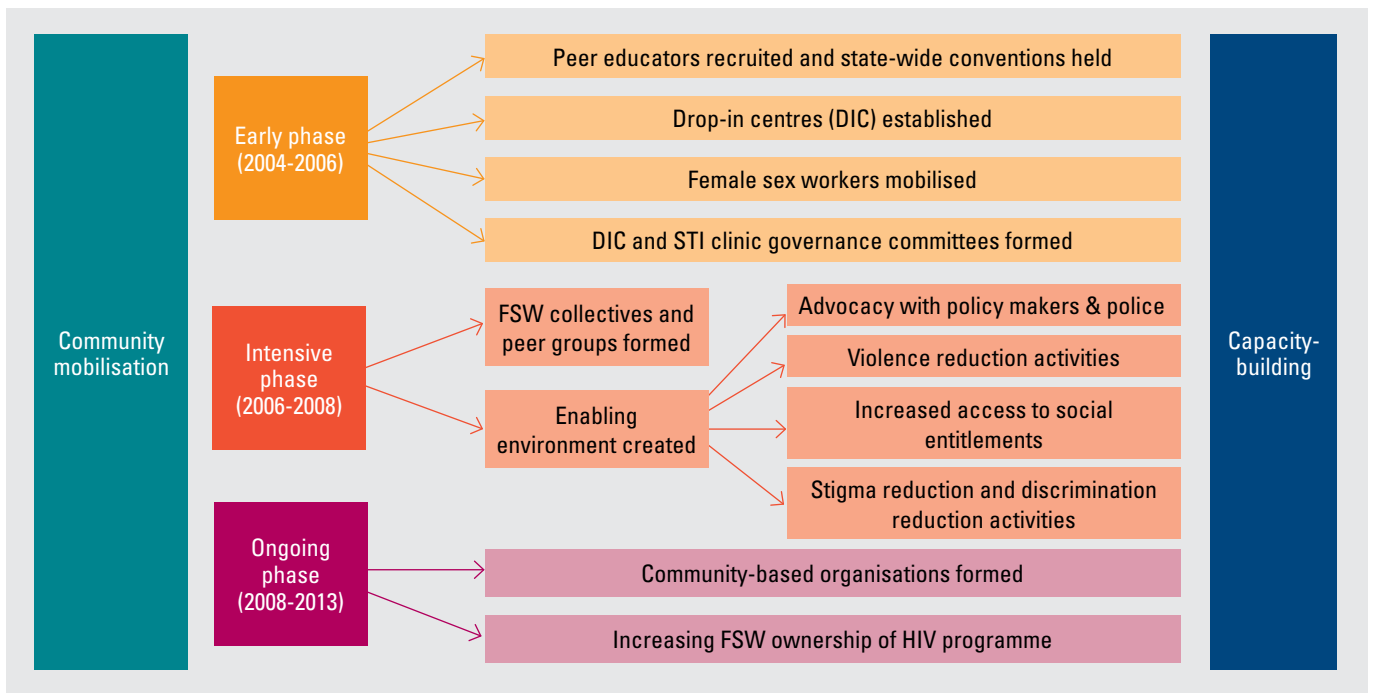 Community
mobilisation
Early phase
(2004-2006)
Peer educators recruited and state-wide conventions held
Drop-in centres (DIC) established
Female sex workers mobilised
DIC and STI clinic governance committees formed
Intensive
phase
(2006-2008)
FSW collectives and
peer groups formed
Enabling
environment created
Advocacy with policy makers & police
Violence reduction activities
Increased access to social
entitlements
Stigma reduction and discrimination
reduction activities
Ongoing
phase
(2008-2013)
Community-based organisations formed
Increasing FSW ownership of HIV programme
Capacity-
building